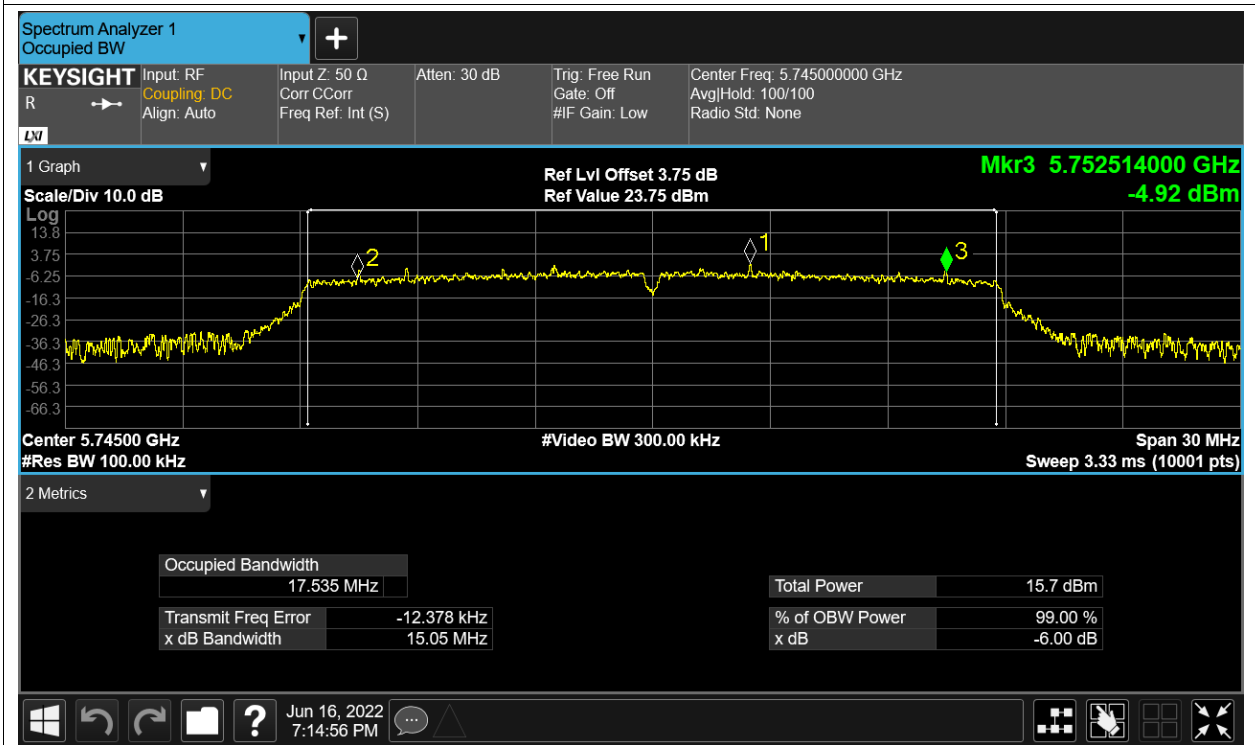 Spectrum Analyzer 1
Occupied BW
KEYSIGHT
R
LXI
Input: RF
Coupling: DC
Align: Auto
Input Z: 50 Ω
Corr CCorr
Freq Ref: Int (S)
Atten: 30 dB
Trig: Free Run
Gate: Off
#IF Gain: Low
Center Freq: 5.745000000 GHz
Avg|Hold: 100/100
Radio Std: None
1 Graph
Scale/Div 10.0 dB
Ref Lvl Offset 3.75 dB
Ref Value 23.75 dBm
Mkr3 5.752514000 GHz
-4.92 dBm
Log
13.8
3.75
-6.25
-16.3
-26.3
-36.3
-46.3
-56.3
-66.3
2
1
3
Center 5.74500 GHz
#Res BW 100.00 kHz
#Video BW 300.00 kHz
Span 30 MHz
Sweep 3.33 ms (10001 pts)
2 Metrics
Occupied Bandwidth
17.535 MHz
Transmit Freq Error -12.378 kHz
x dB Bandwidth 15.05 MHz
Total Power 15.7 dBm
% of OBW Power 99.00 %
x dB -6.00 dB
?
Jun 16, 2022
7:14:56 PM